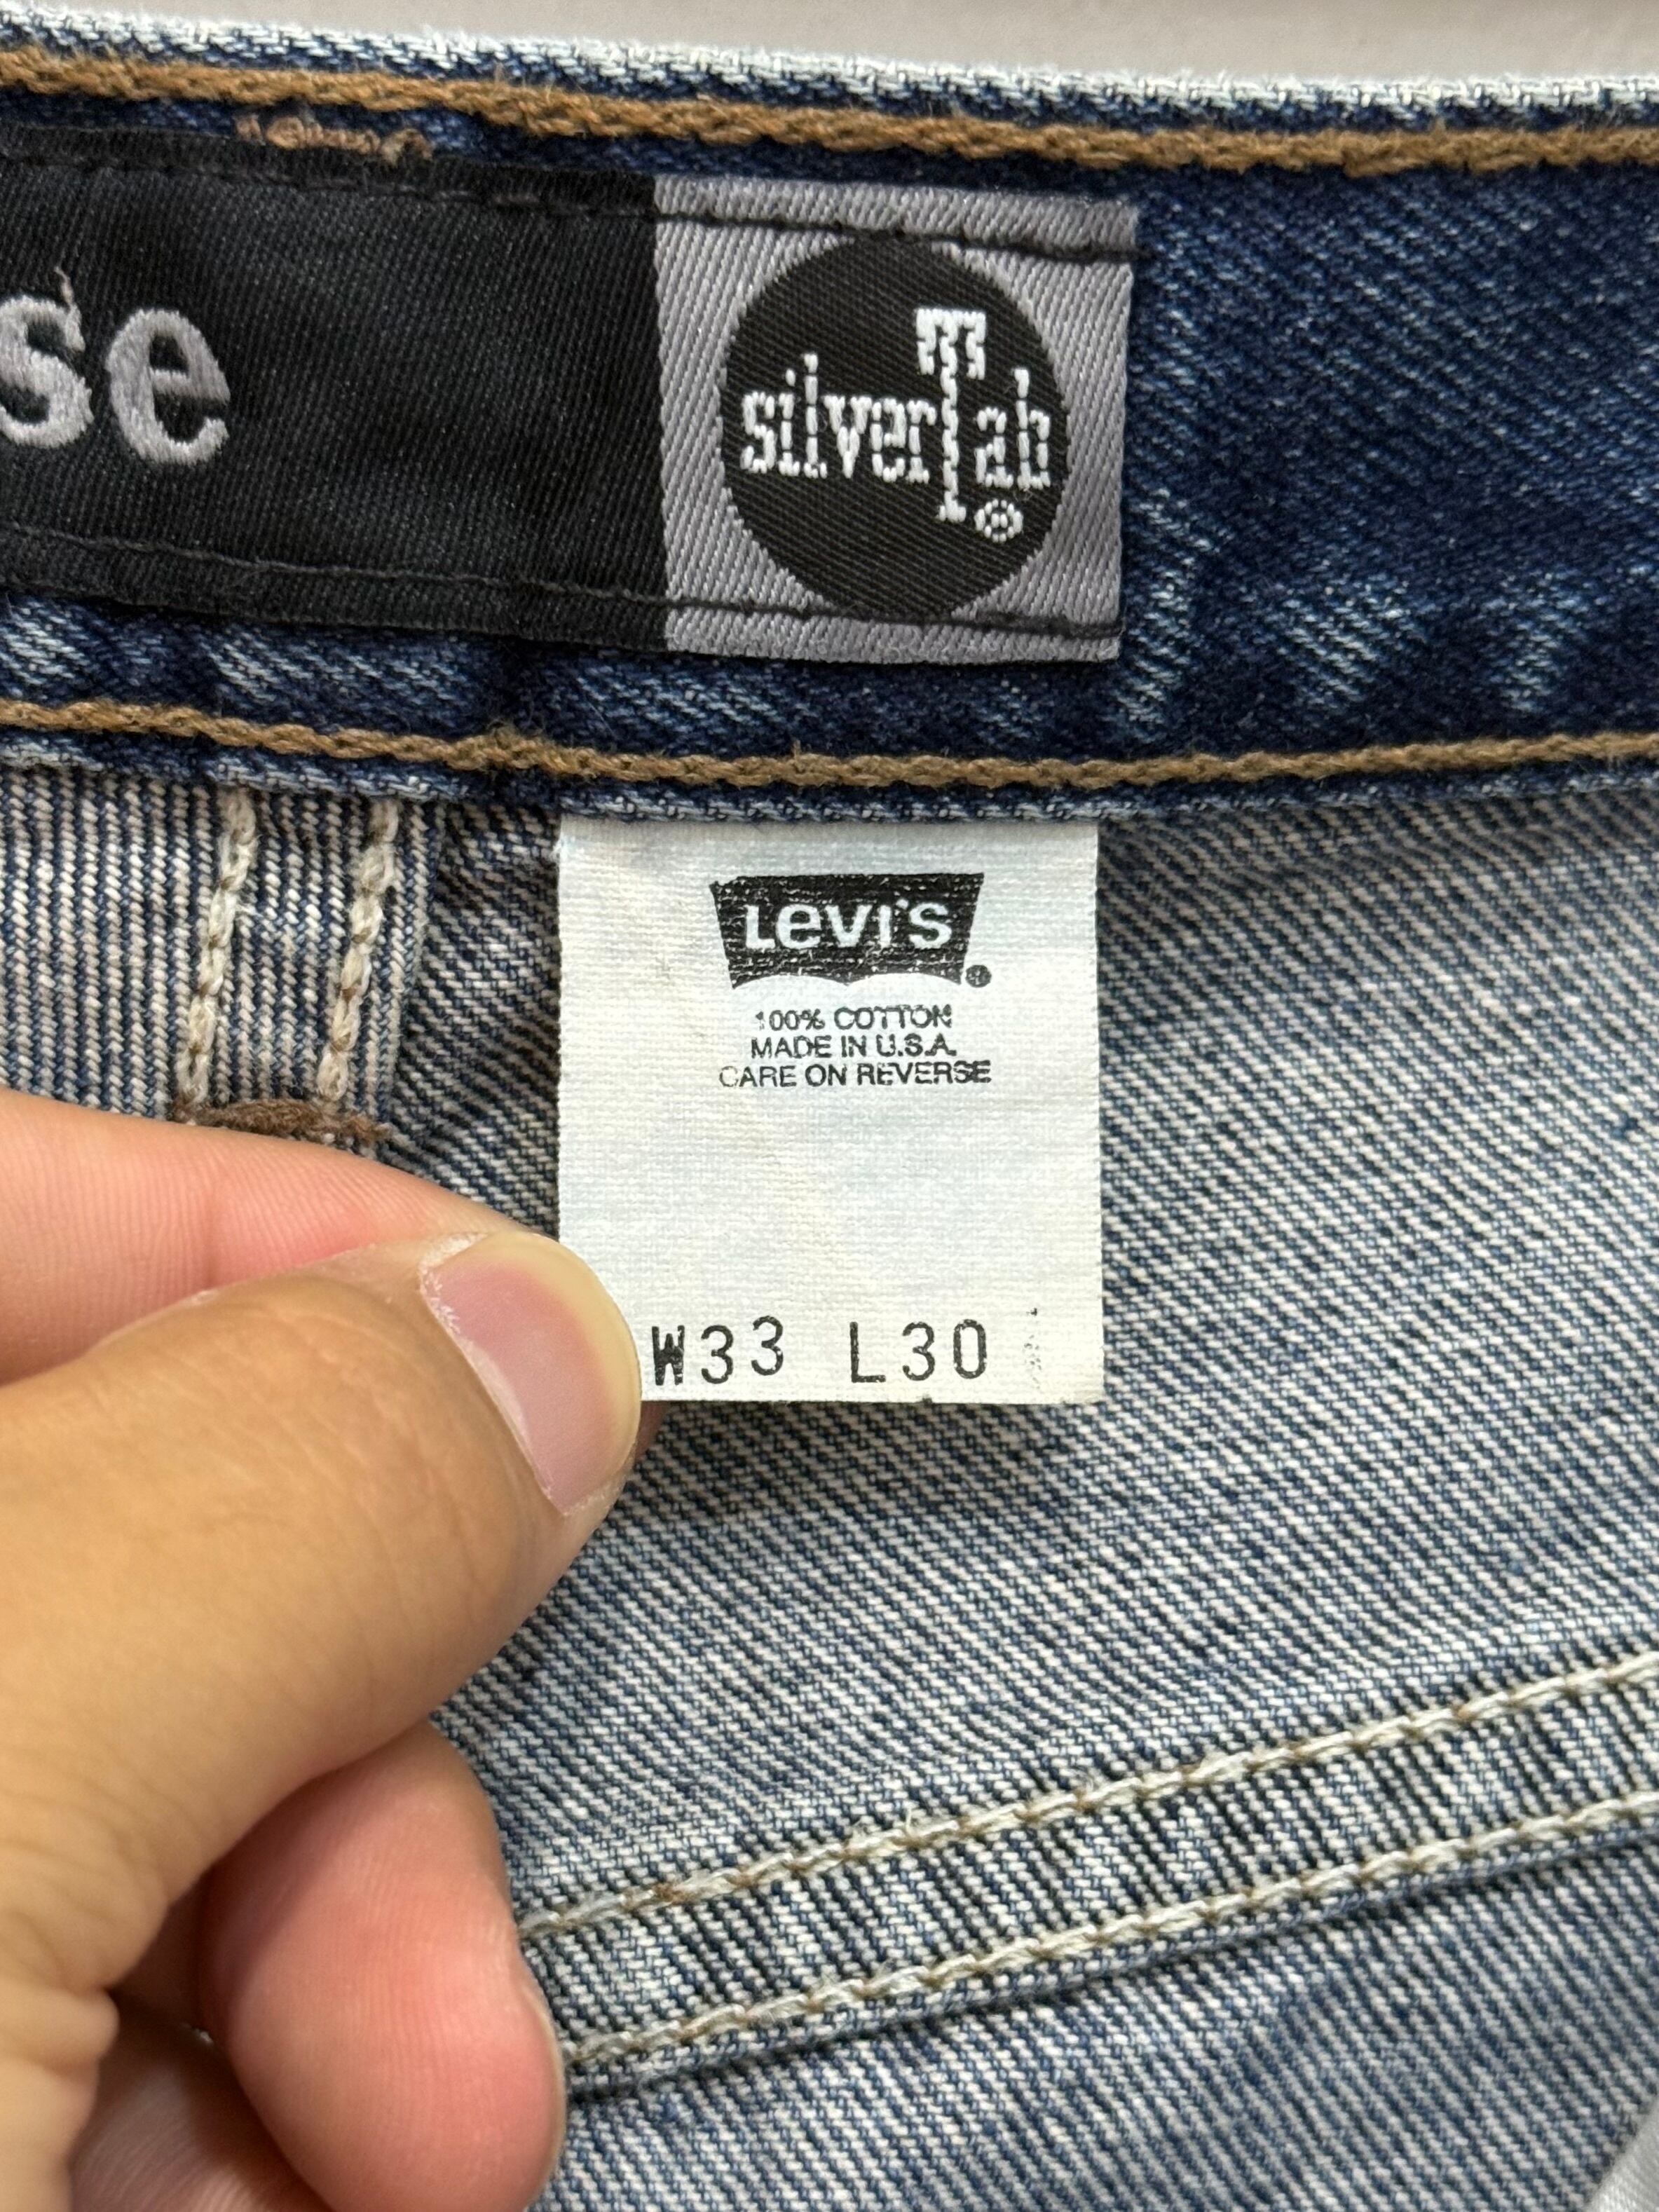 se
silverTab®
Levi's®
100% COTTON
MADE IN U.S.A.
CARE ON REVERSE
W33 L30